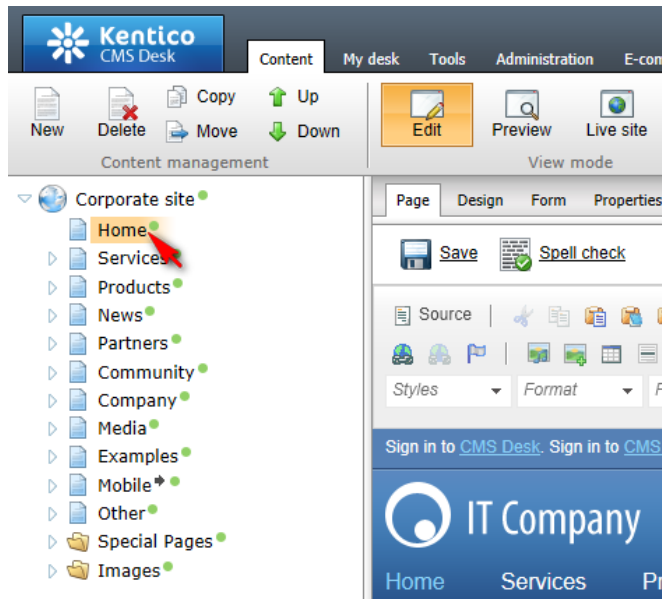 Kentico
CMS Desk
Content My desk Tools Administration E-com
New Delete Copy Move Up Down Edit Preview Live site
Content management View mode
Corporate site
Home
Services
Products
News
Partners
Community
Company
Media
Examples
Mobile
Other
Special Pages
Images
Page Design Form Properties
Save Spell check
Source
Styles Format F
Sign in to CMS Desk. Sign in to CMS
IT Company
Home Services Pr